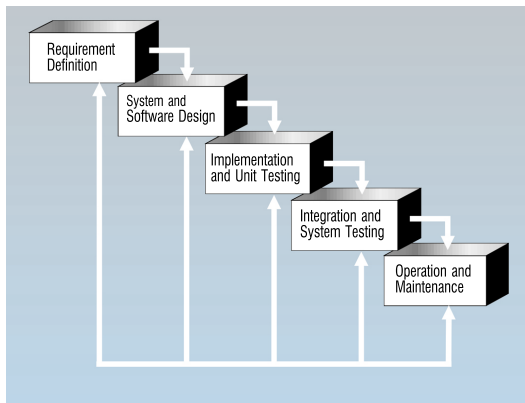 Requirement
Definition
System and
Software Design
Implementation
and Unit Testing
Integration and
System Testing
Operation and
Maintenance